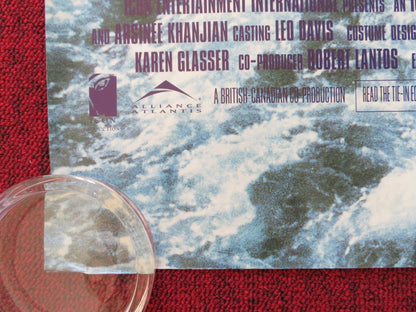 ICON ENTERTAINMENT INTERNATIONAL PRESENTS AN
AND ARSINÉE KHANJIAN CASTING LEO DAVIS COSTUME DESIG
KAREN GLASSER CO-PRODUCER ROBERT LANTOS
ALLIANCE
ATLANTIS
A BRITISH-CANADIAN CO-PRODUCTION
READ THE TIE-IN